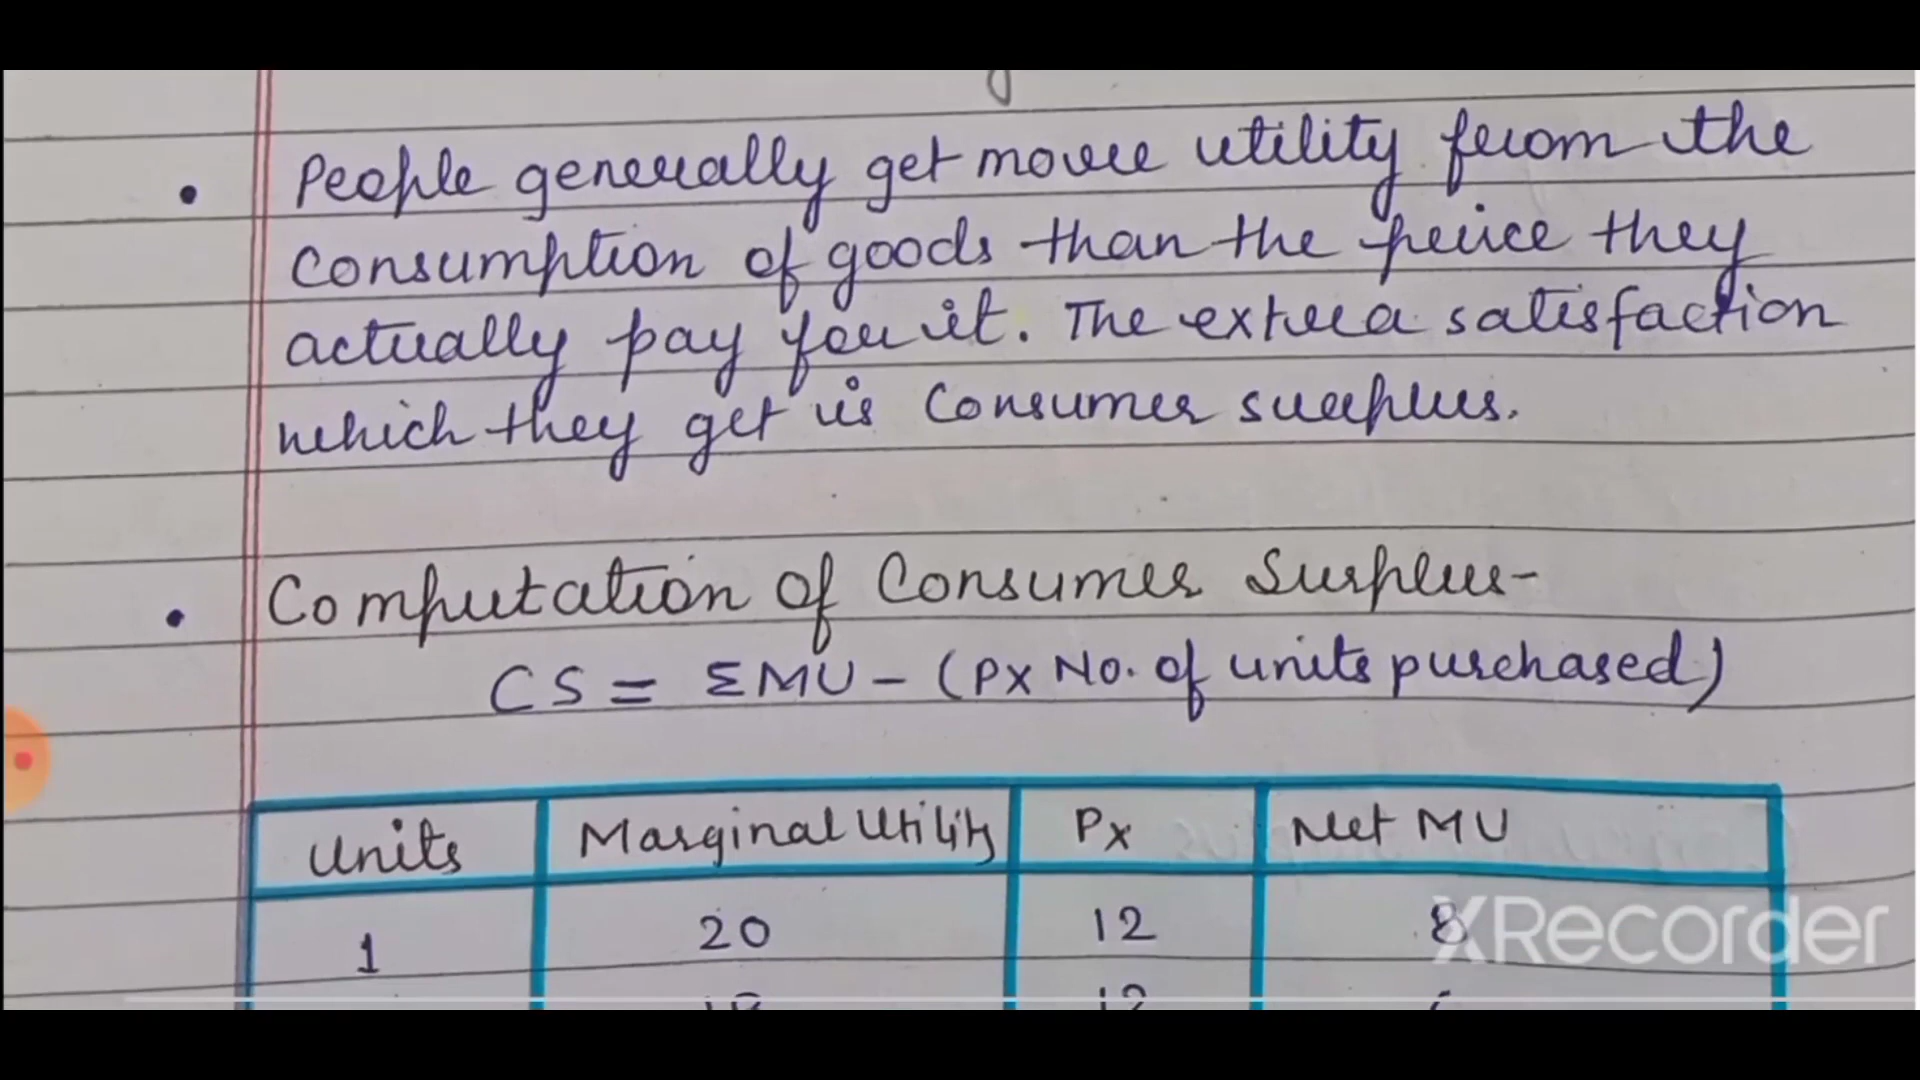 People generally get more utility from the
consumption of goods than the price they
actually pay for it. The extra satisfaction
which they get is consumer surplus.
Computation of Consumer Surplus-
CS = ΣMU - (Px No. of units purchased)
Units Marginal Utility Px Net MU
1 20 12 8
XRecorder